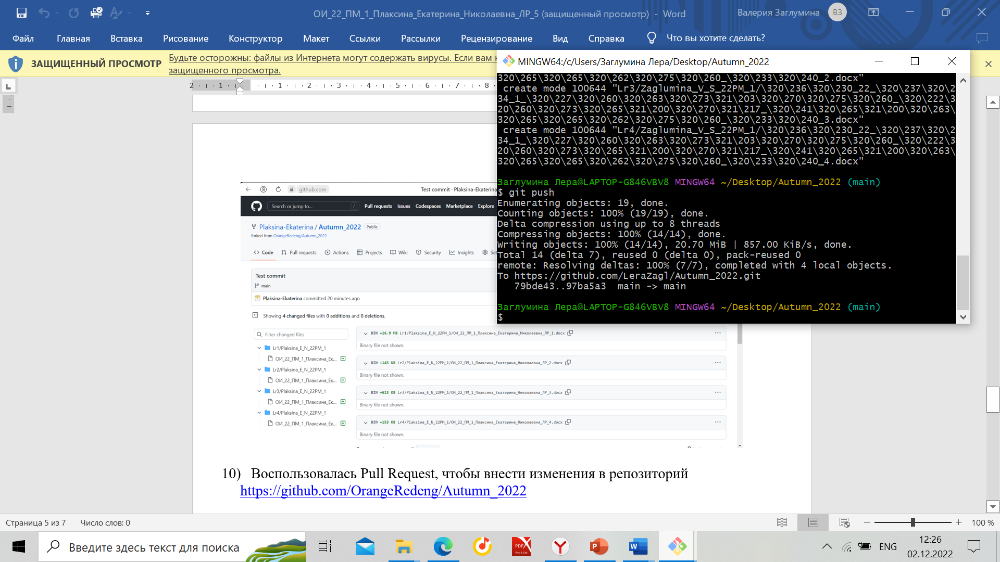 ОИ_22_ПМ_1_Плаксина_Екатерина_Николаевна_ЛР_5 (защищенный просмотр) - Word
Валерия Заглумина
ВЗ
Файл
Главная
Вставка
Рисование
Конструктор
Макет
Ссылки
Рассылки
Рецензирование
Вид
Справка
Что вы хотите сделать?
ЗАЩИЩЕННЫЙ ПРОСМОТР
Будьте осторожны: файлы из Интернета могут содержать вирусы. Если вам
защищенного просмотра.
2 1 1 2 3 4 5 6 7 8
MINGW64:/c/Users/Заглумина Лера/Desktop/Autumn_2022
320\265\320\265\320\262\320\275\320\260_\320\233\320\240_2.docx"
create mode 100644 "Lr3/Zaglumina_V_S_22PM_1/\320\236\320\230_22_\320\237\320\2
34_1_\320\227\320\260\320\263\320\273\321\203\320\270\320\275\320\260_\320\222\3
20\260\320\273\320\265\321\200\320\270\321\217_\320\241\320\265\321\200\320\263\
320\265\320\265\320\262\320\275\320\260_\320\233\320\240_3.docx"
create mode 100644 "Lr4/Zaglumina_V_S_22PM_1/\320\236\320\230_22_\320\237\320\2
34_1_\320\227\320\260\320\263\320\273\321\203\320\270\320\275\320\260_\320\222\3
20\260\320\273\320\265\321\200\320\270\321\217_\320\241\320\265\321\200\320\263\
320\265\320\265\320\262\320\275\320\260_\320\233\320\240_4.docx"
Заглумина Лера@LAPTOP-G846VBV8 MINGW64 ~/Desktop/Autumn_2022 (main)
$ git push
Enumerating objects: 19, done.
Counting objects: 100% (19/19), done.
Delta compression using up to 8 threads
Compressing objects: 100% (14/14), done.
Writing objects: 100% (14/14), 20.70 MiB | 857.00 KiB/s, done.
Total 14 (delta 7), reused 0 (delta 0), pack-reused 0
remote: Resolving deltas: 100% (7/7), completed with 4 local objects.
To https://github.com/LeraZagl/Autumn_2022.git
79bde43..97ba5a3 main -> main
Заглумина Лера@LAPTOP-G846VBV8 MINGW64 ~/Desktop/Autumn_2022 (main)
$
github.com
Test commit · Plaksina-Ekaterina
Search or jump to... /
Pull requests Issues Codespaces Marketplace Explore
Plaksina-Ekaterina / Autumn_2022 Public
forked from OrangeRedeng/Autumn_2022
Code Pull requests Actions Projects Wiki Security Insights
Test commit
main
Plaksina-Ekaterina committed 20 minutes ago
Showing 4 changed files with 0 additions and 0 deletions.
Filter changed files
Lr1/Plaksina_E_N_22PM_1
ОИ_22_ПМ_1_Плаксина_Ек...
Lr2/Plaksina_E_N_22PM_1
ОИ_22_ПМ_1_Плаксина_Ек...
Lr3/Plaksina_E_N_22PM_1
ОИ_22_ПМ_1_Плаксина_Ек...
Lr4/Plaksina_E_N_22PM_1
ОИ_22_ПМ_1_Плаксина_Ек...
BIN +16.9 MB Lr1/Plaksina_E_N_22PM_1/ОИ_22_ПМ_1_Плаксина_Екатерина_Николаевна_ЛР_1.docx
Binary file not shown.
BIN +145 KB Lr2/Plaksina_E_N_22PM_1/ОИ_22_ПМ_1_Плаксина_Екатерина_Николаевна_ЛР_2.docx
Binary file not shown.
BIN +613 KB Lr3/Plaksina_E_N_22PM_1/ОИ_22_ПМ_1_Плаксина_Екатерина_Николаевна_ЛР_3.docx
Binary file not shown.
BIN +153 KB Lr4/Plaksina_E_N_22PM_1/ОИ_22_ПМ_1_Плаксина_Екатерина_Николаевна_ЛР_4.docx
Binary file not shown.
10) Воспользовалась Pull Request, чтобы внести изменения в репозиторий
https://github.com/OrangeRedeng/Autumn_2022
Страница 5 из 7
Число слов: 0
100 %
Введите здесь текст для поиска
ENG
12:26
02.12.2022